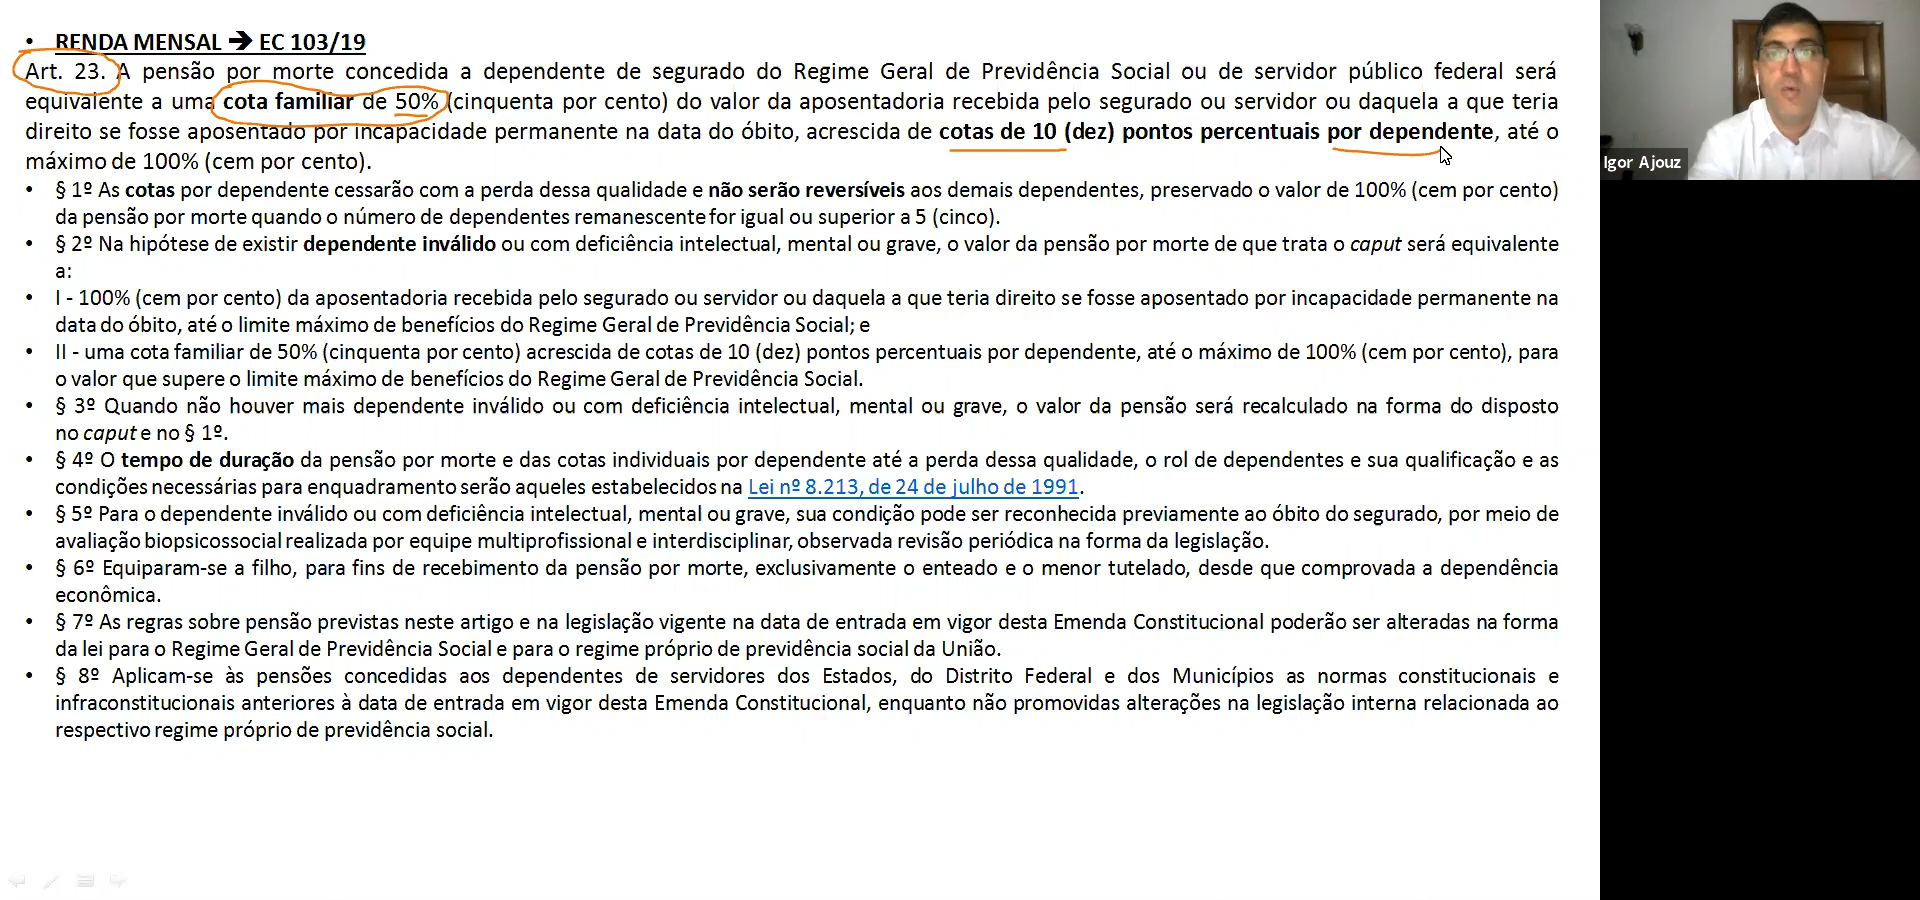 • RENDA MENSAL ➔ EC 103/19
Art. 23. A pensão por morte concedida a dependente de segurado do Regime Geral de Previdência Social ou de servidor público federal será
equivalente a uma cota familiar de 50% (cinquenta por cento) do valor da aposentadoria recebida pelo segurado ou servidor ou daquela a que teria
direito se fosse aposentado por incapacidade permanente na data do óbito, acrescida de cotas de 10 (dez) pontos percentuais por dependente, até o
máximo de 100% (cem por cento).
• § 1º As cotas por dependente cessarão com a perda dessa qualidade e não serão reversíveis aos demais dependentes, preservado o valor de 100% (cem por cento)
da pensão por morte quando o número de dependentes remanescente for igual ou superior a 5 (cinco).
• § 2º Na hipótese de existir dependente inválido ou com deficiência intelectual, mental ou grave, o valor da pensão por morte de que trata o caput será equivalente
a:
• I - 100% (cem por cento) da aposentadoria recebida pelo segurado ou servidor ou daquela a que teria direito se fosse aposentado por incapacidade permanente na
data do óbito, até o limite máximo de benefícios do Regime Geral de Previdência Social; e
• II - uma cota familiar de 50% (cinquenta por cento) acrescida de cotas de 10 (dez) pontos percentuais por dependente, até o máximo de 100% (cem por cento), para
o valor que supere o limite máximo de benefícios do Regime Geral de Previdência Social.
• § 3º Quando não houver mais dependente inválido ou com deficiência intelectual, mental ou grave, o valor da pensão será recalculado na forma do disposto
no caput e no § 1º.
• § 4º O tempo de duração da pensão por morte e das cotas individuais por dependente até a perda dessa qualidade, o rol de dependentes e sua qualificação e as
condições necessárias para enquadramento serão aqueles estabelecidos na Lei nº 8.213, de 24 de julho de 1991.
• § 5º Para o dependente inválido ou com deficiência intelectual, mental ou grave, sua condição pode ser reconhecida previamente ao óbito do segurado, por meio de
avaliação biopsicossocial realizada por equipe multiprofissional e interdisciplinar, observada revisão periódica na forma da legislação.
• § 6º Equiparam-se a filho, para fins de recebimento da pensão por morte, exclusivamente o enteado e o menor tutelado, desde que comprovada a dependência
econômica.
• § 7º As regras sobre pensão previstas neste artigo e na legislação vigente na data de entrada em vigor desta Emenda Constitucional poderão ser alteradas na forma
da lei para o Regime Geral de Previdência Social e para o regime próprio de previdência social da União.
• § 8º Aplicam-se às pensões concedidas aos dependentes de servidores dos Estados, do Distrito Federal e dos Municípios as normas constitucionais e
infraconstitucionais anteriores à data de entrada em vigor desta Emenda Constitucional, enquanto não promovidas alterações na legislação interna relacionada ao
respectivo regime próprio de previdência social.
Igor Ajouz